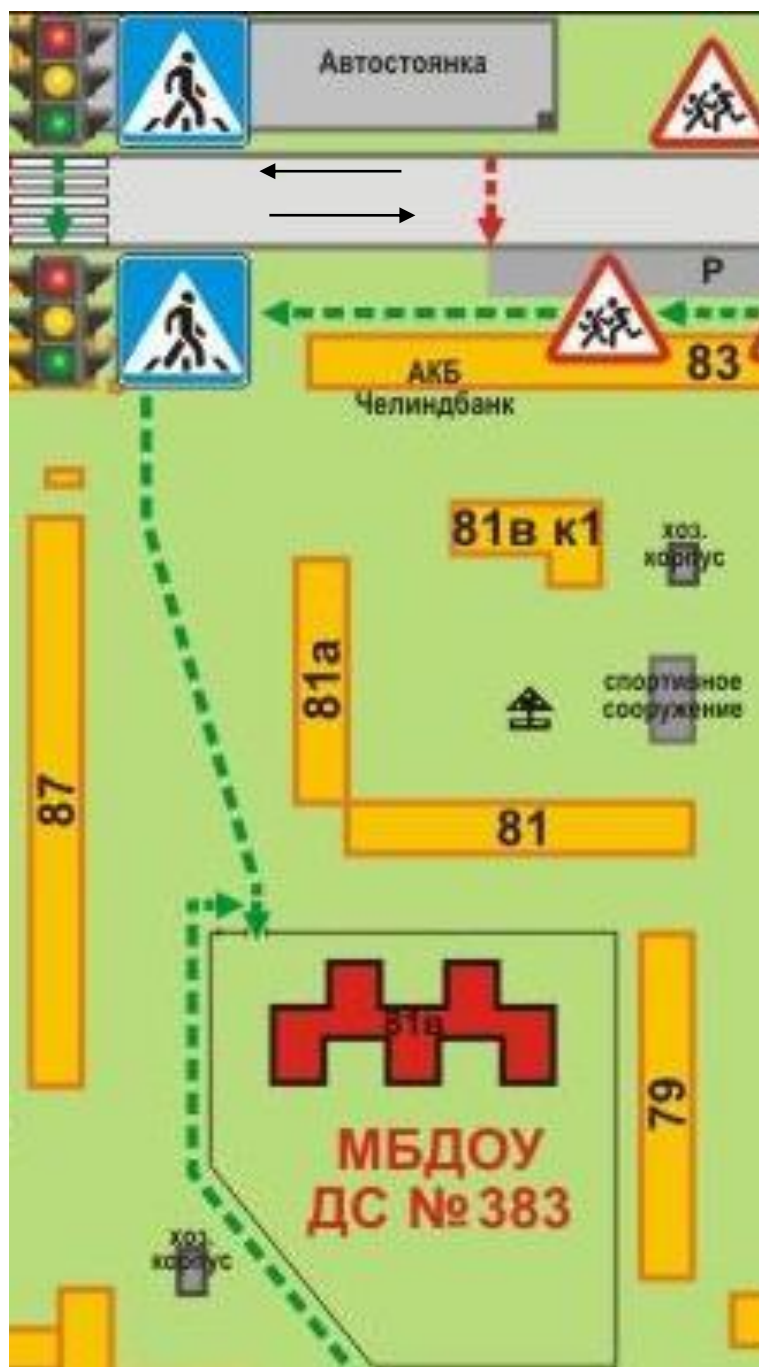 Автостоянка
Р
83
АКБ
Челиндбанк
81в к1
хоз.
корпус
81а
спортивное
сооружение
87
81
81в
79
МБДОУ
ДС №383
хоз.
корпус